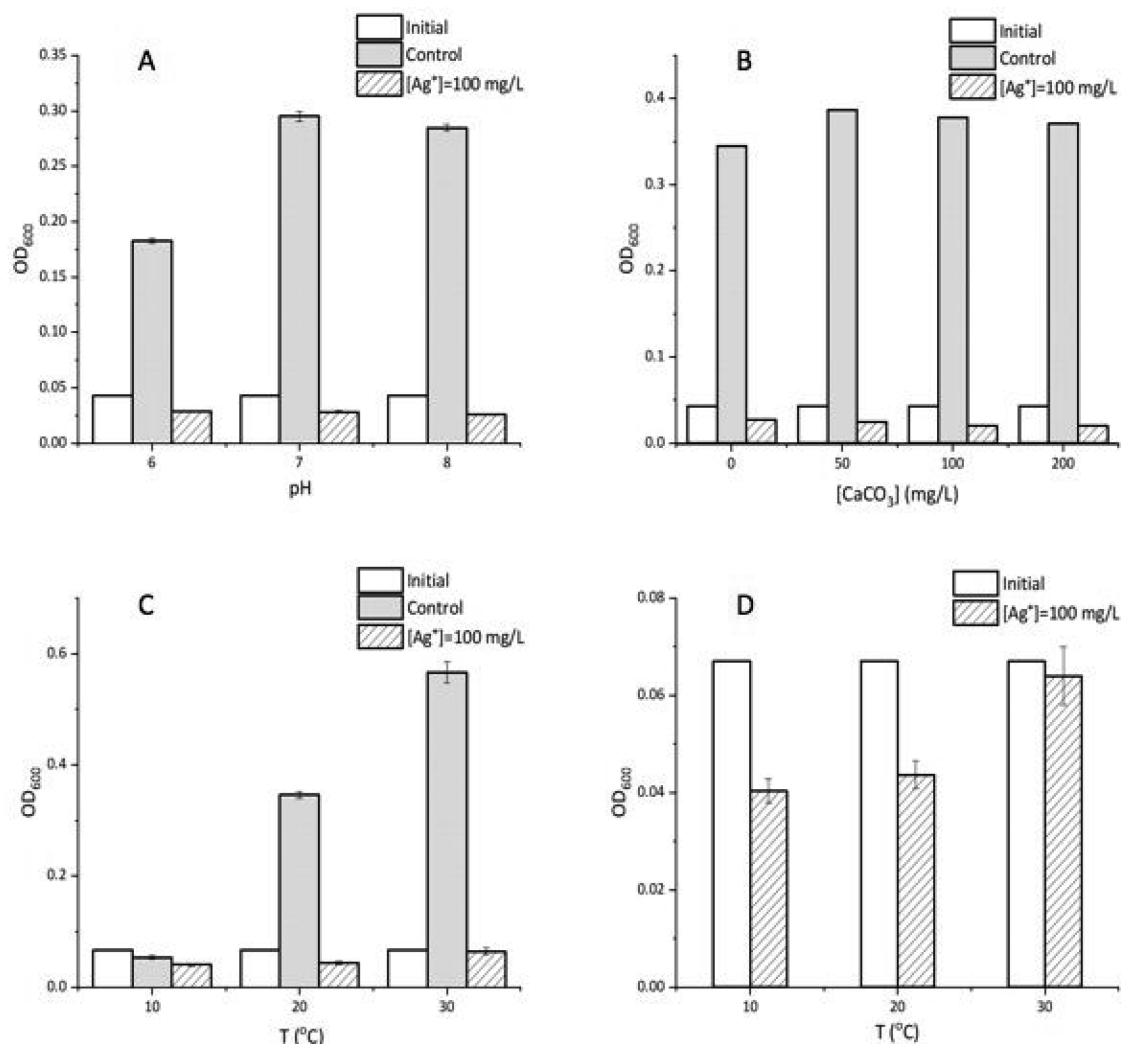 A
Initial
Control
[Ag⁺]=100 mg/L
0.35
0.30
0.25
0.20
0.15
0.10
0.05
0.00
OD₆₀₀
6 7 8
pH
B
Initial
Control
[Ag⁺]=100 mg/L
0.4
0.3
0.2
0.1
0.0
OD₆₀₀
0 50 100 200
[CaCO₃] (mg/L)
C
Initial
Control
[Ag⁺]=100 mg/L
0.6
0.4
0.2
0.0
OD₆₀₀
10 20 30
T (°C)
D
Initial
[Ag⁺]=100 mg/L
0.08
0.06
0.04
0.02
0.00
OD₆₀₀
10 20 30
T (°C)